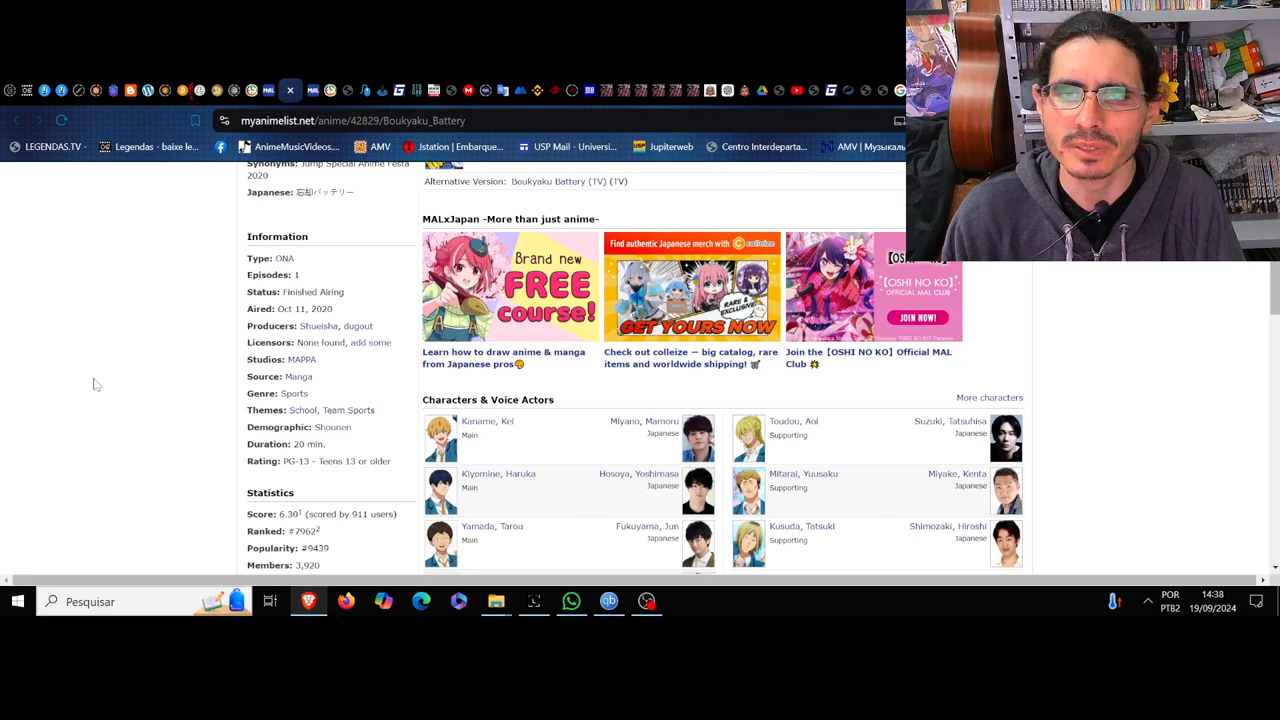 myanimelist.net/anime/42829/Boukyaku_Battery
LEGENDAS.TV - Legendas - baixe le... AnimeMusicVideos... AMV Jstation | Embarque... USP Mail - Universi... Jupiterweb Centro Interdeparta... AMV | Музыкаль
Synonyms: Jump Special Anime Festa
2020
Japanese: 忘却バッテリー
Information
Type: ONA
Episodes: 1
Status: Finished Airing
Aired: Oct 11, 2020
Producers: Shueisha, dugout
Licensors: None found, add some
Studios: MAPPA
Source: Manga
Genre: Sports
Themes: School, Team Sports
Demographic: Shounen
Duration: 20 min.
Rating: PG-13 - Teens 13 or older
Statistics
Score: 6.30¹ (scored by 911 users)
Ranked: #7962²
Popularity: #9439
Members: 3,920
Alternative Version: Boukyaku Battery (TV) (TV)
MALxJapan -More than just anime-
Brand new
FREE
course!
Find authentic Japanese merch with colleize
RARE &
EXCLUSIVE
GET YOURS NOW
[OSHI NO KO]
【OSHI NO KO】
OFFICIAL MAL CLUB
JOIN NOW!
Learn how to draw anime & manga
from Japanese pros
Check out colleize — big catalog, rare
items and worldwide shipping!
Join the【OSHI NO KO】Official MAL
Club
Characters & Voice Actors
More characters
Kaname, Kei
Main
Miyano, Mamoru
Japanese
Toudou, Aoi
Supporting
Suzuki, Tatsuhisa
Japanese
Kiyomine, Haruka
Main
Hosoya, Yoshimasa
Japanese
Mitarai, Yuusaku
Supporting
Miyake, Kenta
Japanese
Yamada, Tarou
Main
Fukuyama, Jun
Japanese
Kusuda, Tatsuki
Supporting
Shimozaki, Hiroshi
Japanese
Pesquisar
POR
PTB2
14:38
19/09/2024